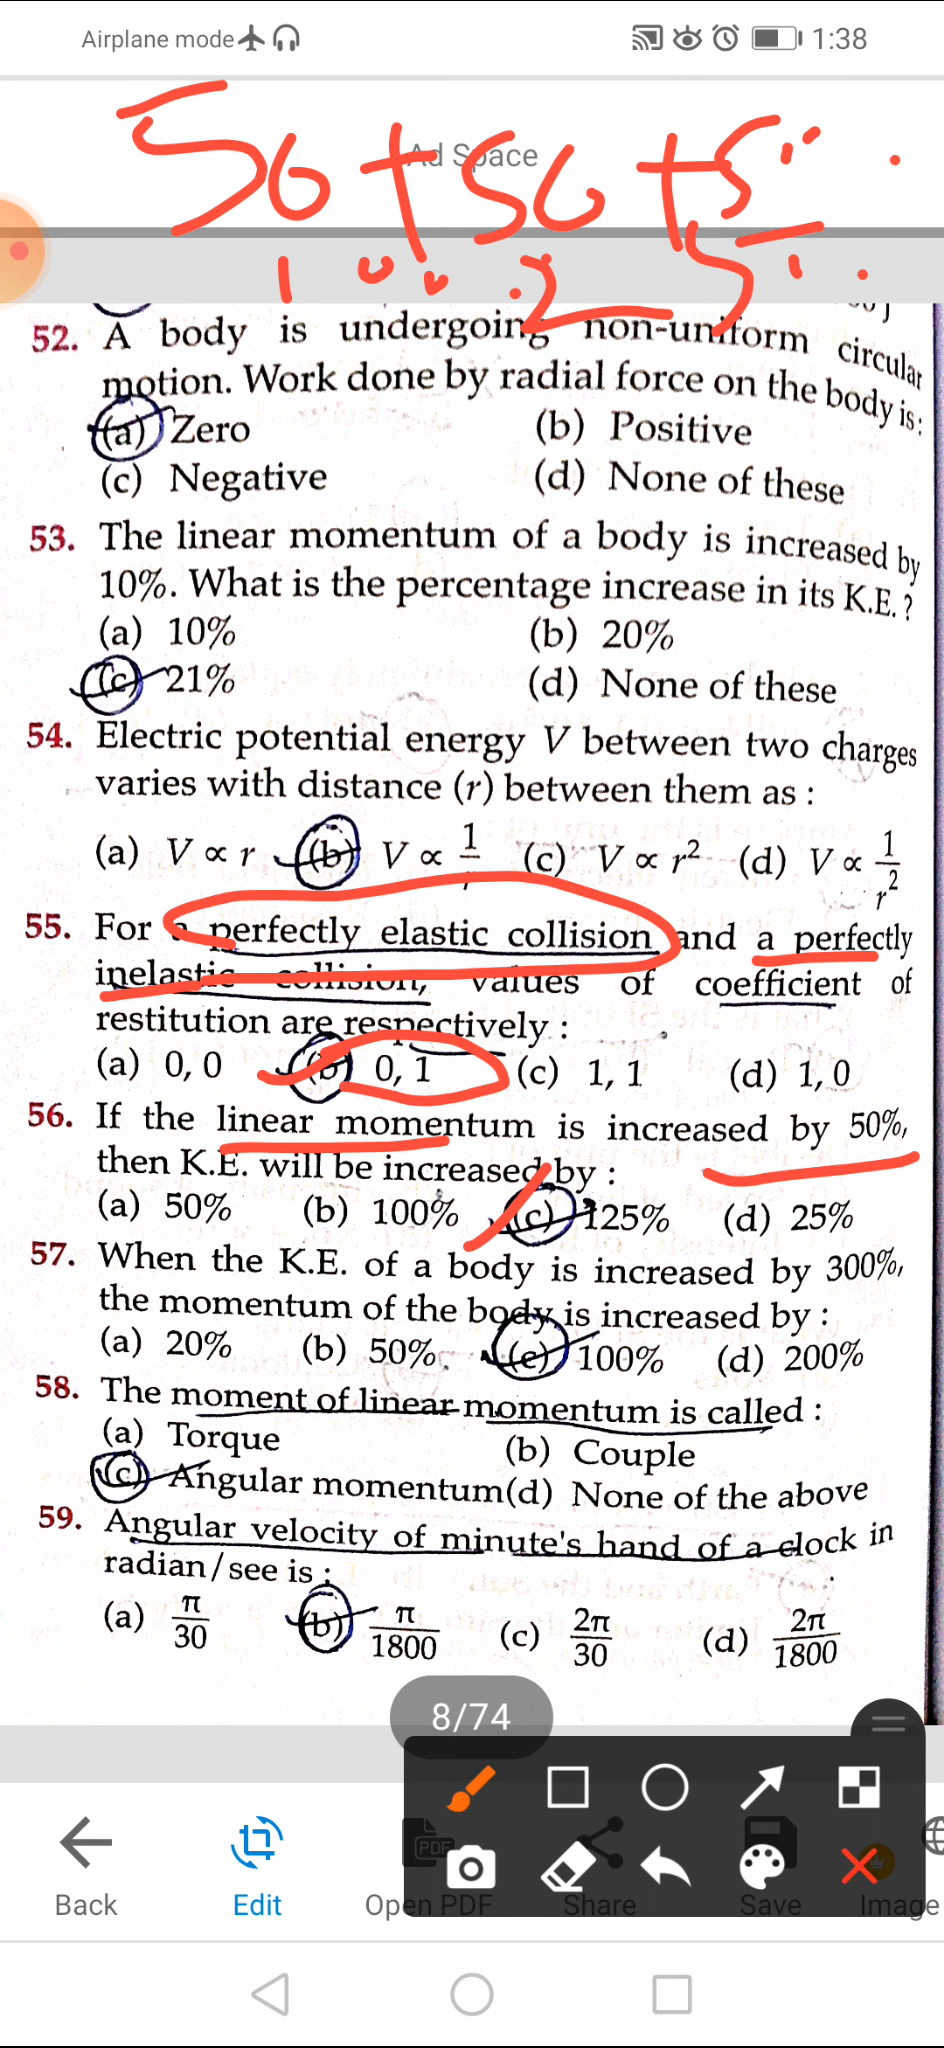 Airplane mode 1:38
Ad Space
50 + 50 +
52. A body is undergoing non-uniform circular
motion. Work done by radial force on the body is:
(a) Zero (b) Positive
(c) Negative (d) None of these
53. The linear momentum of a body is increased by
10%. What is the percentage increase in its K.E.?
(a) 10% (b) 20%
(c) 21% (d) None of these
54. Electric potential energy V between two charges
varies with distance (r) between them as :
(a) V ∝ r (b) V ∝ 1/r (c) V ∝ r² (d) V ∝ 1/r²
55. For a perfectly elastic collision and a perfectly
inelastic collision, values of coefficient of
restitution are respectively :
(a) 0, 0 (b) 0, 1 (c) 1, 1 (d) 1, 0
56. If the linear momentum is increased by 50%,
then K.E. will be increased by :
(a) 50% (b) 100% (c) 125% (d) 25%
57. When the K.E. of a body is increased by 300%,
the momentum of the body is increased by :
(a) 20% (b) 50% (c) 100% (d) 200%
58. The moment of linear momentum is called :
(a) Torque (b) Couple
(c) Angular momentum (d) None of the above
59. Angular velocity of minute's hand of a clock in
radian/see is :
(a) π/30 (b) π/1800 (c) 2π/30 (d) 2π/1800
8/74
PDF
Back Edit Open PDF Share Save Image